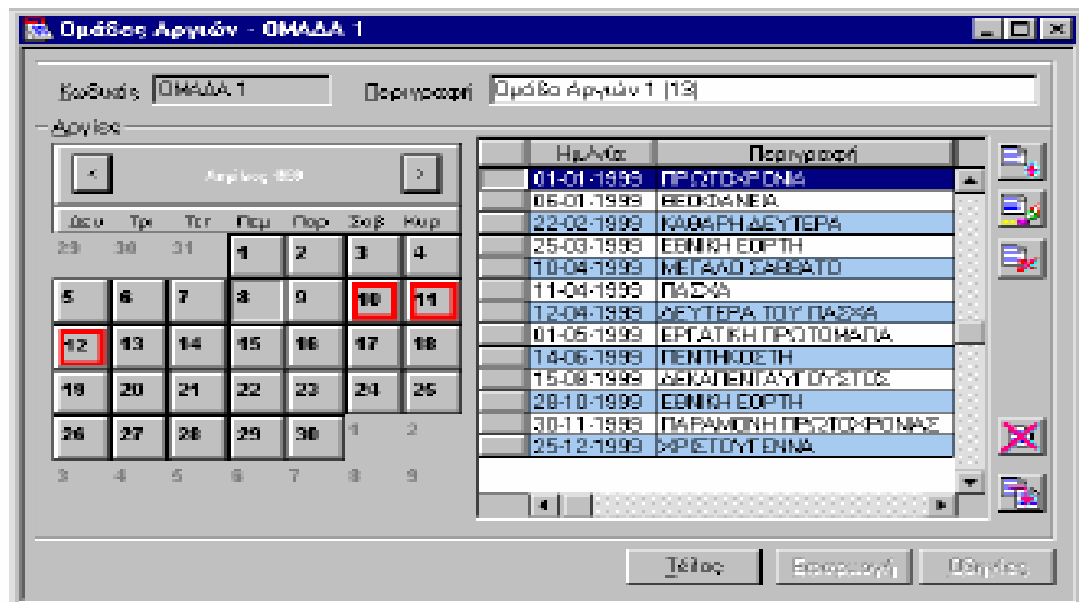 Ομάδες Αργιών - ΟΜΑΔΑ 1
Κωδικός ΟΜΑΔΑ 1 Περιγραφή Ομάδα Αργιών 1 (13)
Αργίες
< Απρίλιος 1999 >
Δευ Τρι Τετ Πεμ Παρ Σαβ Κυρ
29 30 31 1 2 3 4
5 6 7 8 9 10 11
12 13 14 15 16 17 18
19 20 21 22 23 24 25
26 27 28 29 30 1 2
3 4 5 6 7 8 9
Ημ/νία Περιγραφή
01-01-1999 ΠΡΩΤΟΧΡΟΝΙΑ
06-01-1999 ΘΕΟΦΑΝΕΙΑ
22-02-1999 ΚΑΘΑΡΗ ΔΕΥΤΕΡΑ
25-03-1999 ΕΘΝΙΚΗ ΕΟΡΤΗ
10-04-1999 ΜΕΓΑΛΟ ΣΑΒΒΑΤΟ
11-04-1999 ΠΑΣΧΑ
12-04-1999 ΔΕΥΤΕΡΑ ΤΟΥ ΠΑΣΧΑ
01-05-1999 ΕΡΓΑΤΙΚΗ ΠΡΩΤΟΜΑΓΙΑ
14-06-1999 ΠΕΝΤΗΚΟΣΤΗ
15-08-1999 ΔΕΚΑΠΕΝΤΑΥΓΟΥΣΤΟΣ
28-10-1999 ΕΘΝΙΚΗ ΕΟΡΤΗ
30-11-1999 ΠΑΡΑΜΟΝΗ ΠΡΩΤΟΧΡΟΝΙΑΣ
25-12-1999 ΧΡΙΣΤΟΥΓΕΝΝΑ
Τέλος Εφαρμογή Οδηγίες